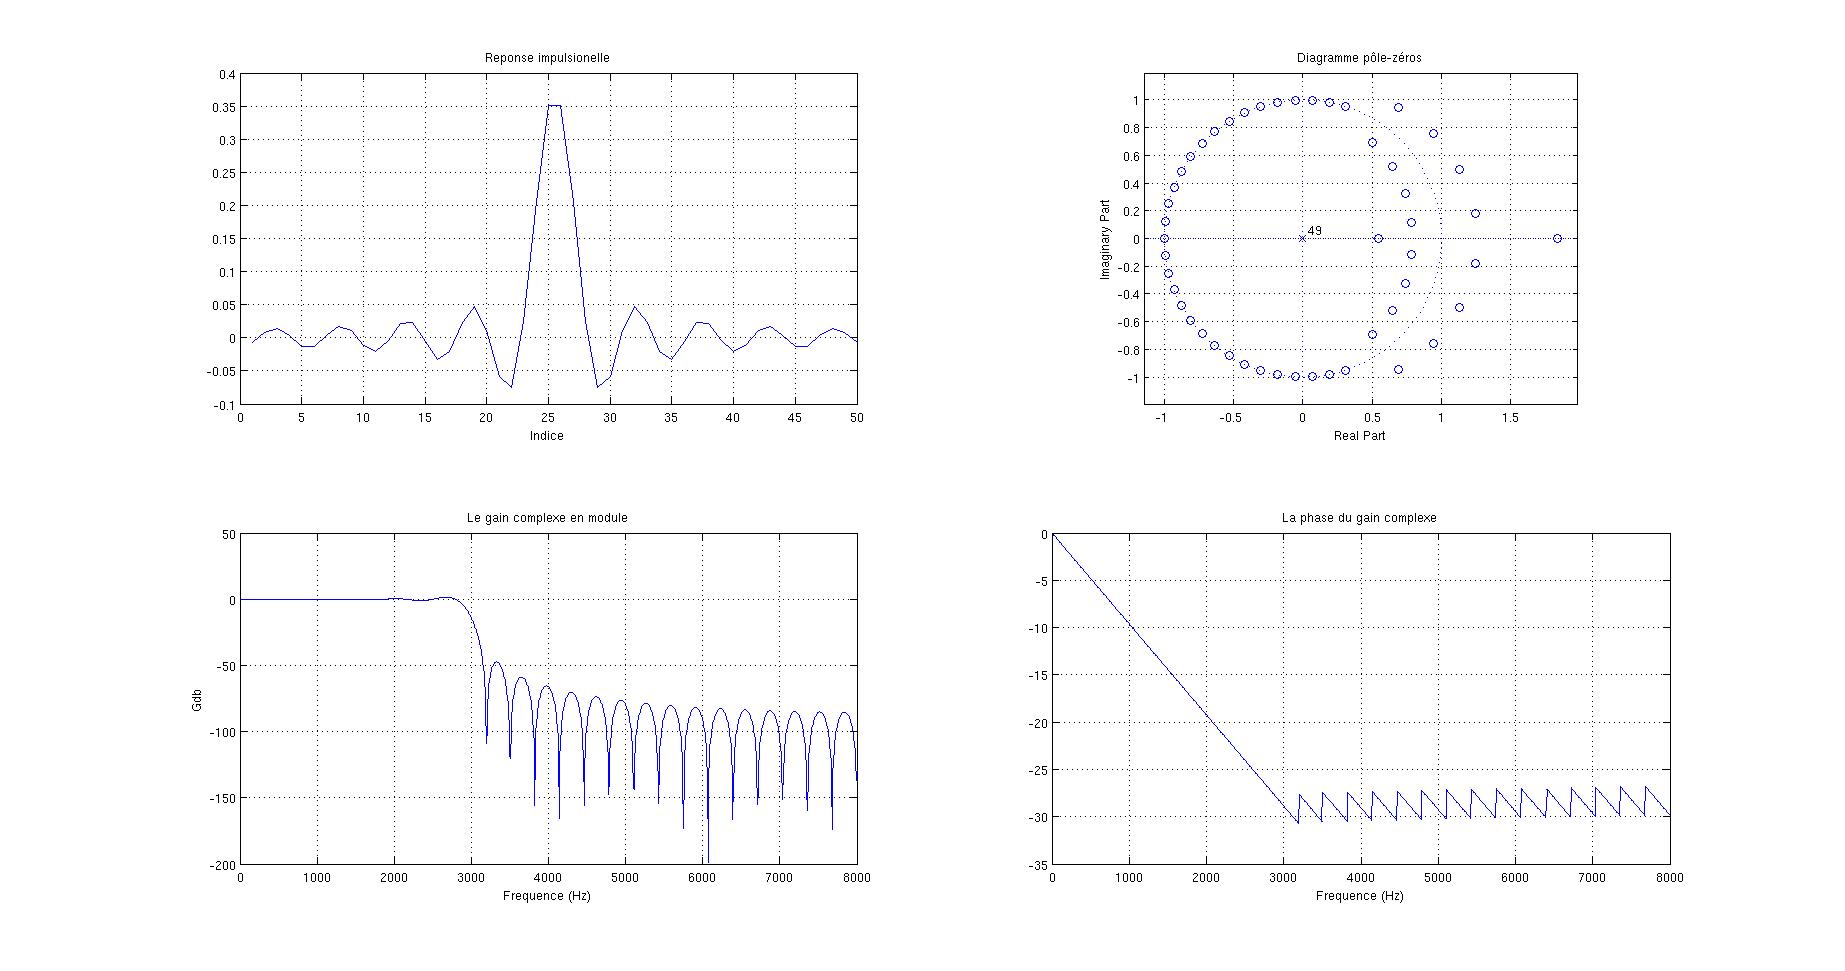 Reponse impulsionelle
0.4
0.35
0.3
0.25
0.2
0.15
0.1
0.05
0
-0.05
-0.1
0 5 10 15 20 25 30 35 40 45 50
Indice
Diagramme pôle-zéros
1
0.8
0.6
0.4
0.2
0
-0.2
-0.4
-0.6
-0.8
-1
Imaginary Part
49
-1 -0.5 0 0.5 1 1.5
Real Part
Le gain complexe en module
50
0
-50
-100
-150
-200
Gdb
0 1000 2000 3000 4000 5000 6000 7000 8000
Frequence (Hz)
La phase du gain complexe
0
-5
-10
-15
-20
-25
-30
-35
0 1000 2000 3000 4000 5000 6000 7000 8000
Frequence (Hz)